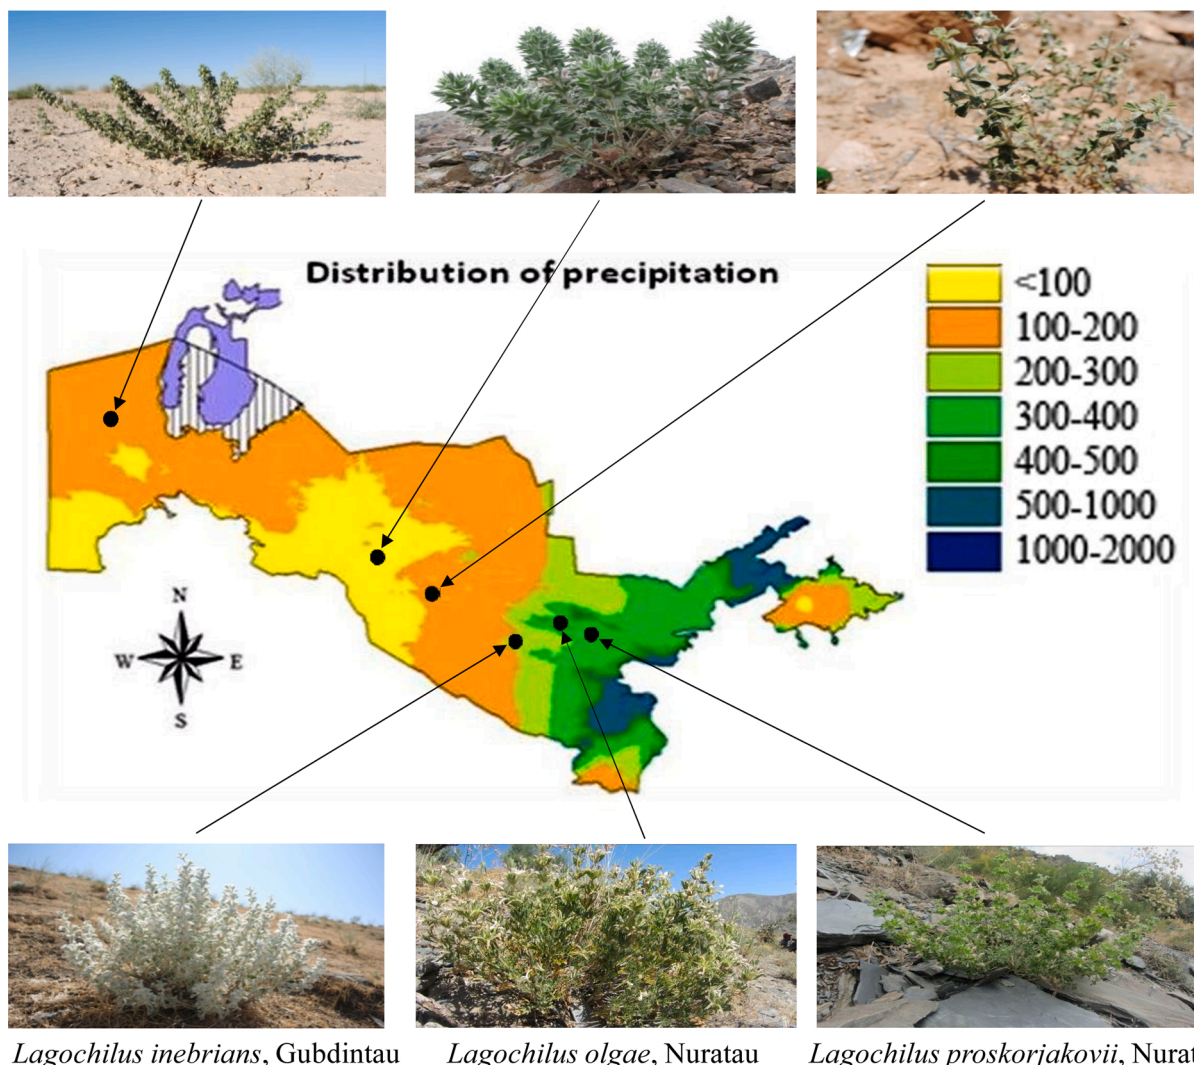 Distribution of precipitation
<100
100-200
200-300
300-400
400-500
500-1000
1000-2000
N
W E
S
Lagochilus inebrians, Gubdintau
Lagochilus olgae, Nuratau
Lagochilus proskorjakovii, Nurat